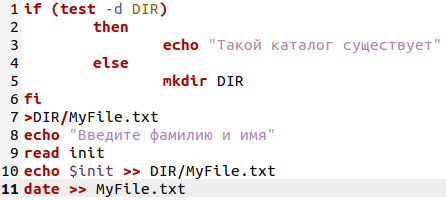 1 if (test -d DIR)
2 then
3 echo "Такой каталог существует"
4 else
5 mkdir DIR
6 fi
7 >DIR/MyFile.txt
8 echo "Введите фамилию и имя"
9 read init
10 echo $init >> DIR/MyFile.txt
11 date >> MyFile.txt